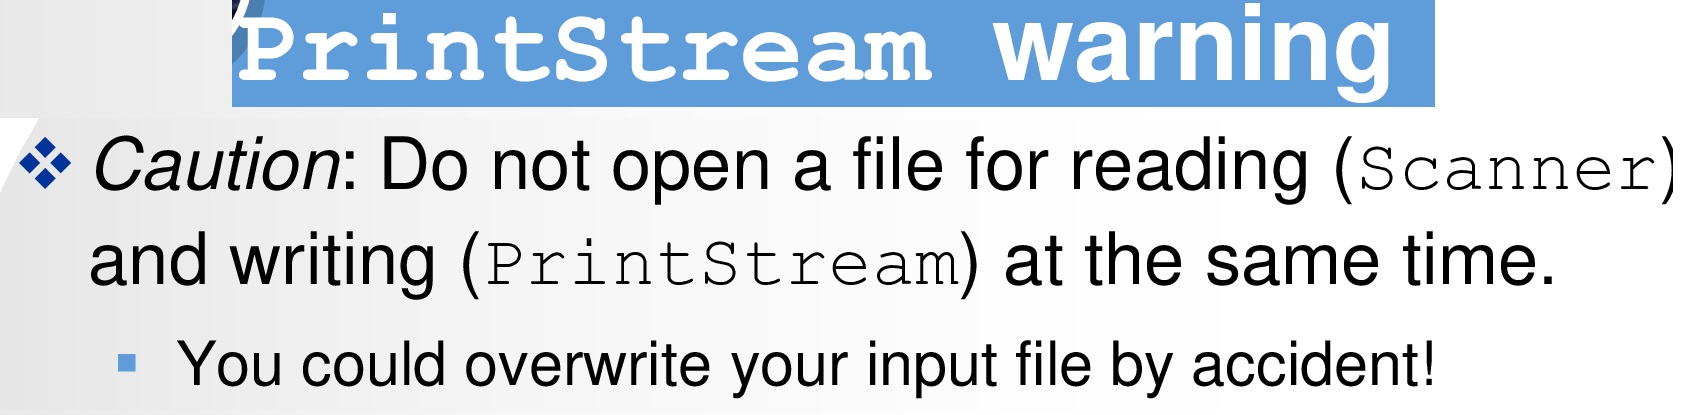 PrintStream warning
Caution: Do not open a file for reading (Scanner)
and writing (PrintStream) at the same time.
You could overwrite your input file by accident!